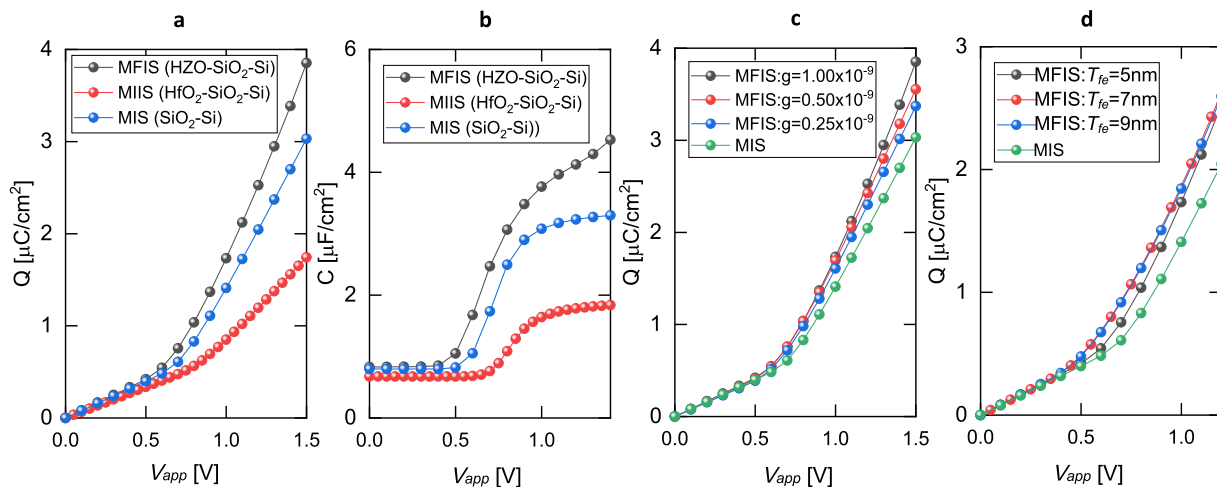 a
4
3
2
1
0
Q [µC/cm²]
MFIS (HZO-SiO₂-Si)
MIIS (HfO₂-SiO₂-Si)
MIS (SiO₂-Si)
0.0 0.5 1.0 1.5
V_app [V]
b
6
4
2
0
C [µF/cm²]
MFIS (HZO-SiO₂-Si)
MIIS (HfO₂-SiO₂-Si)
MIS (SiO₂-Si))
0.0 0.5 1.0
V_app [V]
c
4
3
2
1
0
Q [µC/cm²]
MFIS:g=1.00x10⁻⁹
MFIS:g=0.50x10⁻⁹
MFIS:g=0.25x10⁻⁹
MIS
0.0 0.5 1.0 1.5
V_app [V]
d
3
2
1
0
Q [µC/cm²]
MFIS:T_fe=5nm
MFIS:T_fe=7nm
MFIS:T_fe=9nm
MIS
0.0 0.5 1.0
V_app [V]